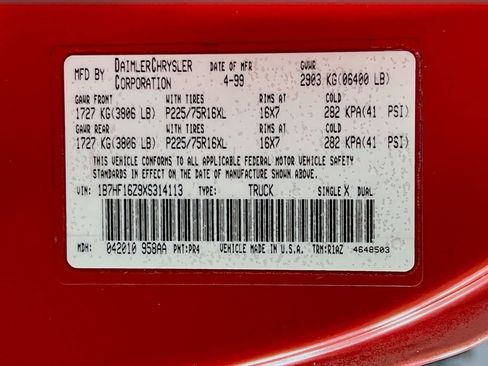 MFD BY DAIMLERCHRYSLER CORPORATION DATE OF MFR 4-99 GVWR 2903 KG(06400 LB)
GAWR FRONT WITH TIRES RIMS AT COLD
1727 KG(3806 LB) P225/75R16XL 16X7 282 KPA(41 PSI)
GAWR REAR WITH TIRES RIMS AT COLD
1727 KG(3806 LB) P225/75R16XL 16X7 282 KPA(41 PSI)
THIS VEHICLE CONFORMS TO ALL APPLICABLE FEDERAL MOTOR VEHICLE SAFETY
STANDARDS IN EFFECT ON THE DATE OF MANUFACTURE SHOWN ABOVE.
VIN: 1B7HF16Z9XS314113 TYPE: TRUCK SINGLE X DUAL
MDH: 042010 958AA PNT:PR4 VEHICLE MADE IN U.S.A. TRM:R1AZ 4648503